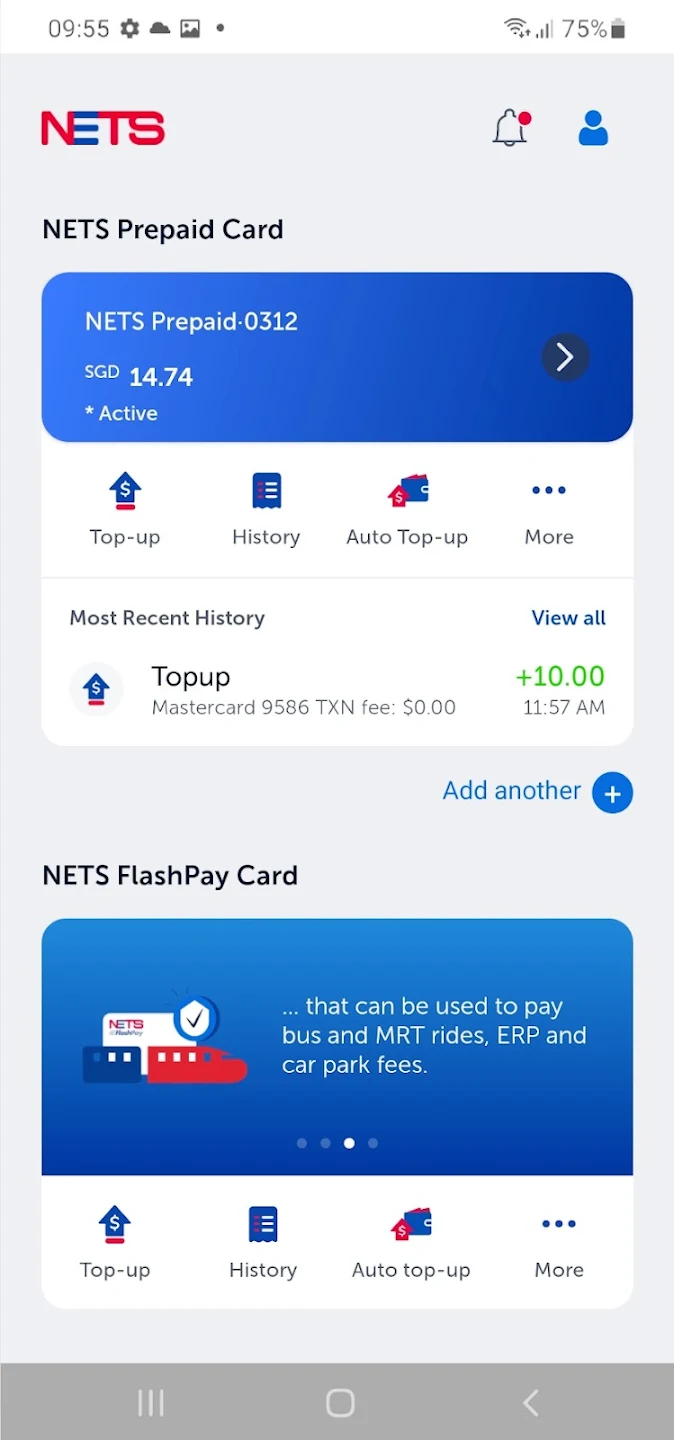 09:55
75%
NETS
NETS Prepaid Card
NETS Prepaid·0312
SGD 14.74
* Active
Top-up
History
Auto Top-up
More
Most Recent History
View all
Topup
+10.00
Mastercard 9586 TXN fee: $0.00
11:57 AM
Add another
NETS FlashPay Card
NETS
FlashPay
... that can be used to pay
bus and MRT rides, ERP and
car park fees.
Top-up
History
Auto top-up
More